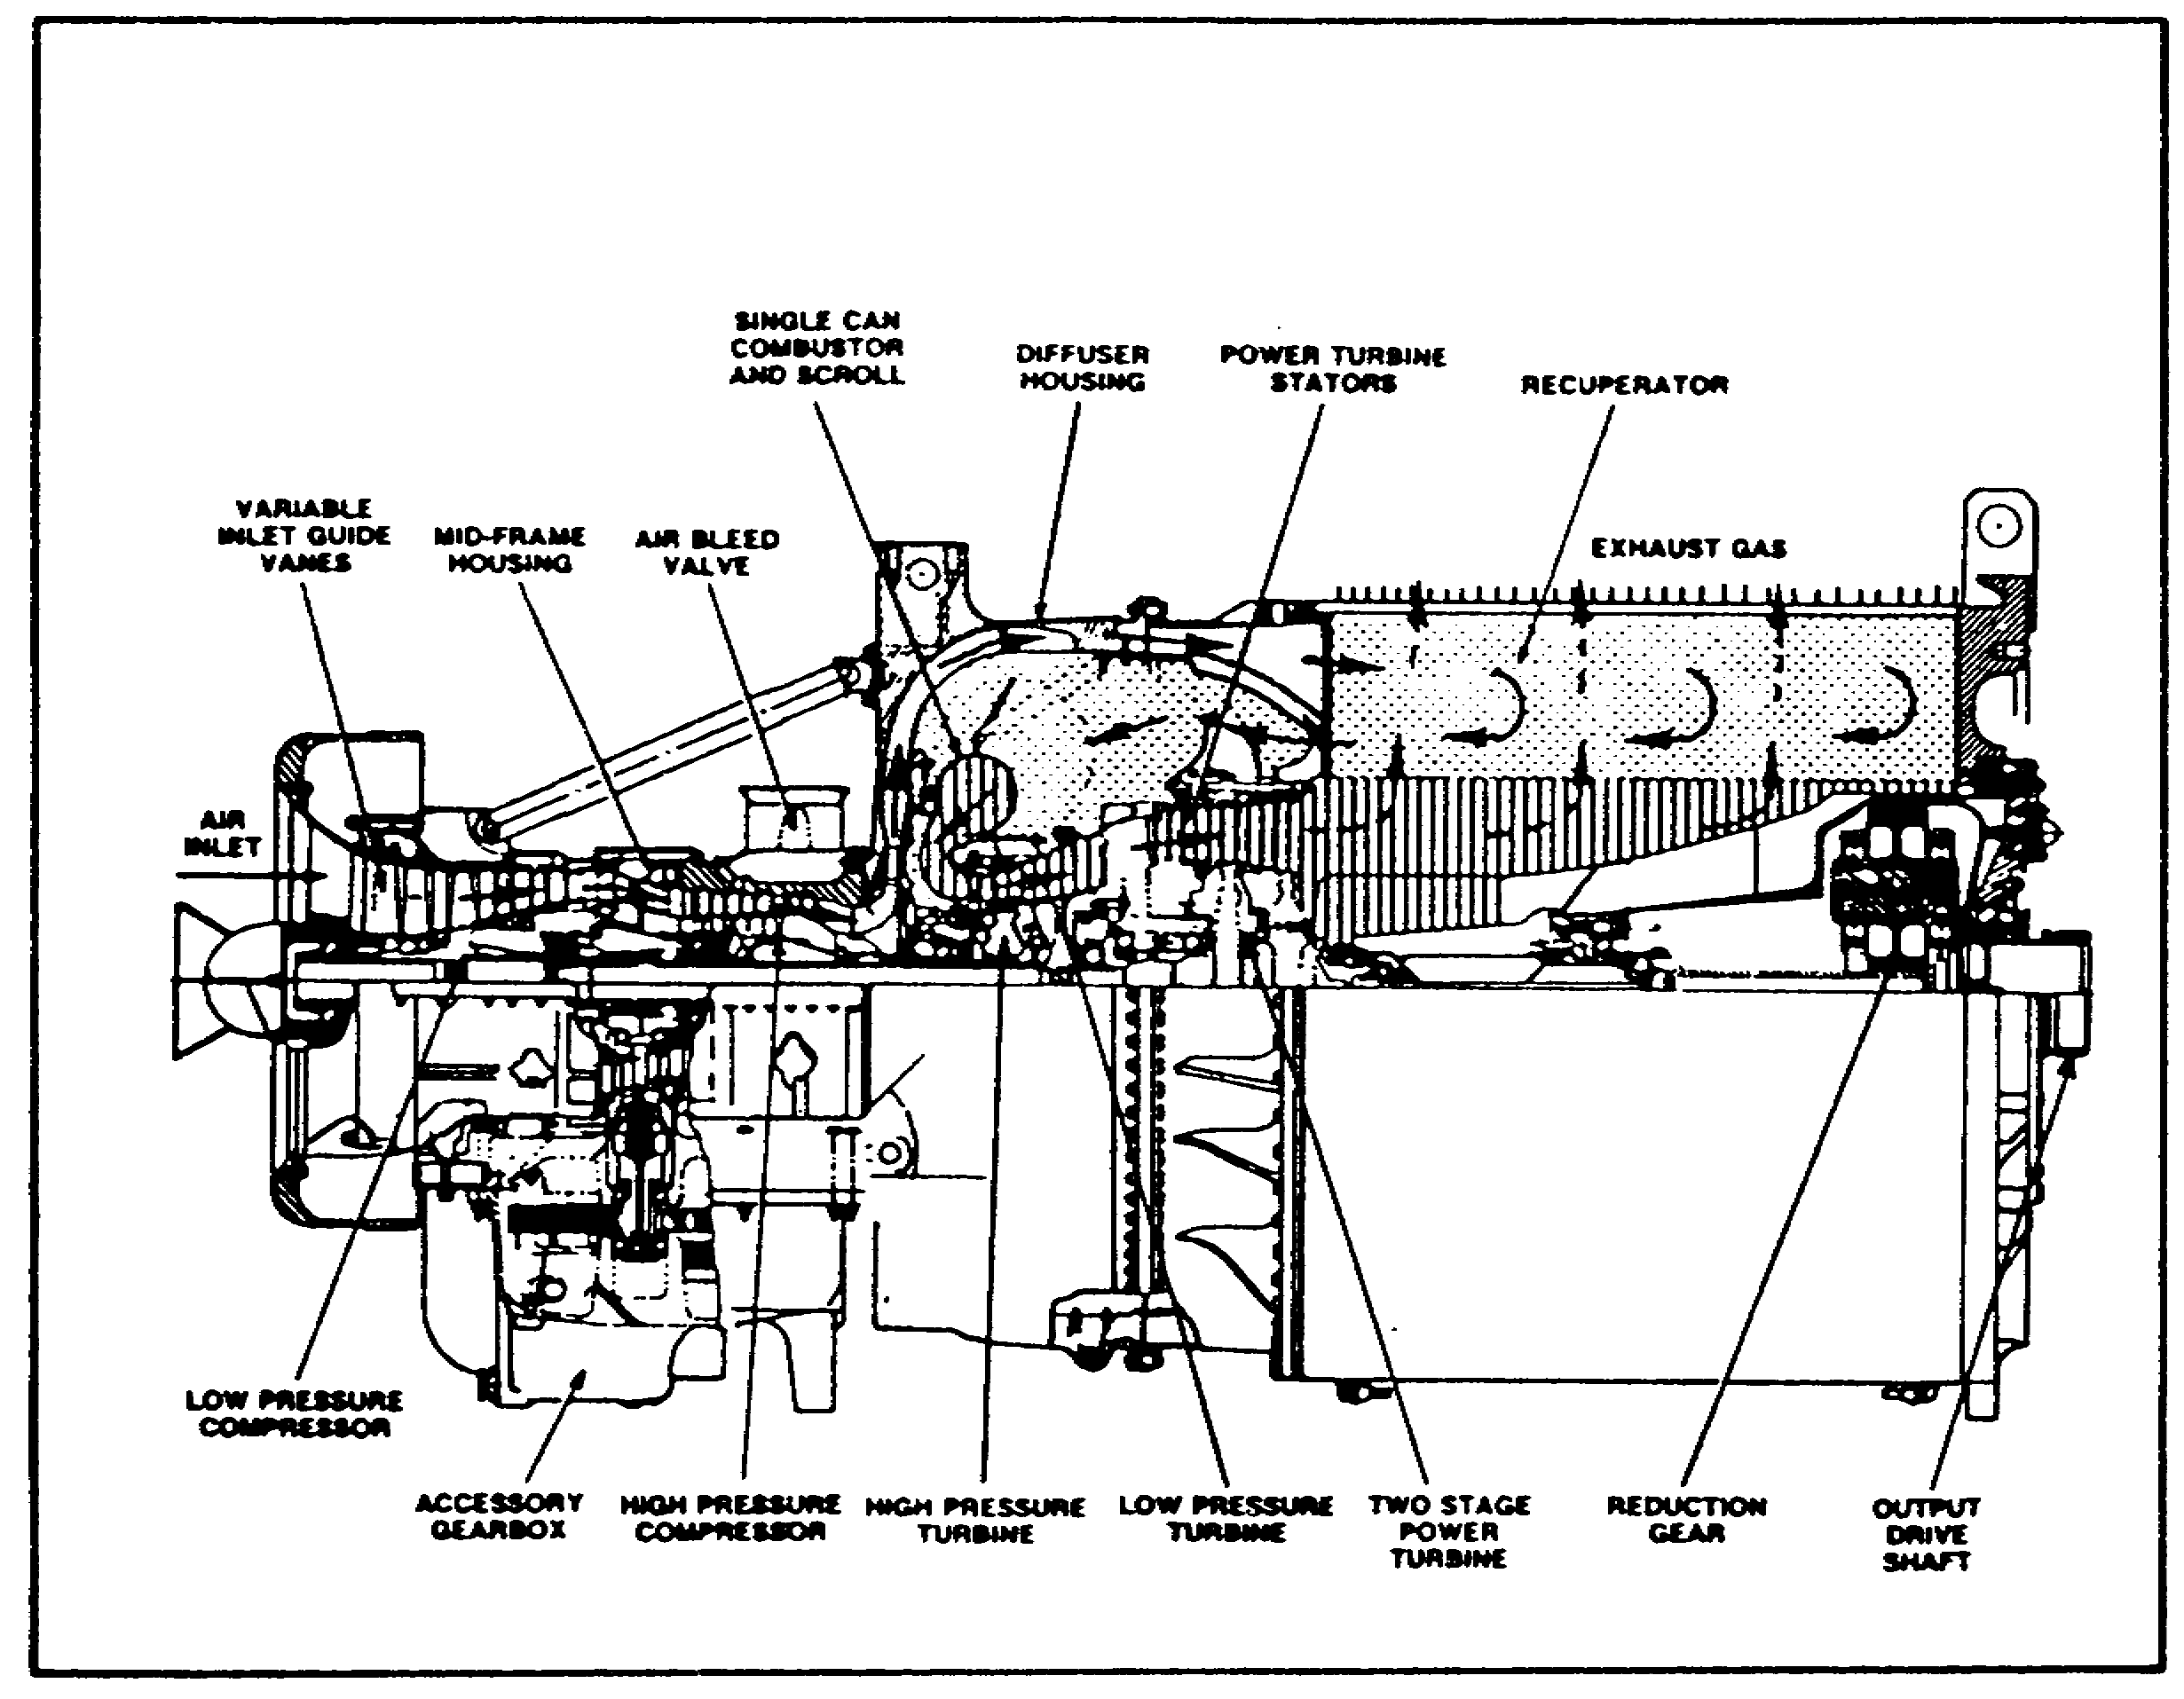 SINGLE CAN
COMBUSTOR
AND SCROLL
DIFFUSER
HOUSING
POWER TURBINE
STATORS
RECUPERATOR
VARIABLE
INLET GUIDE
VANES
MID-FRAME
HOUSING
AIR BLEED
VALVE
EXHAUST GAS
AIR
INLET
LOW PRESSURE
COMPRESSOR
ACCESSORY
GEARBOX
HIGH PRESSURE
COMPRESSOR
HIGH PRESSURE
TURBINE
LOW PRESSURE
TURBINE
TWO STAGE
POWER
TURBINE
REDUCTION
GEAR
OUTPUT
DRIVE
SHAFT